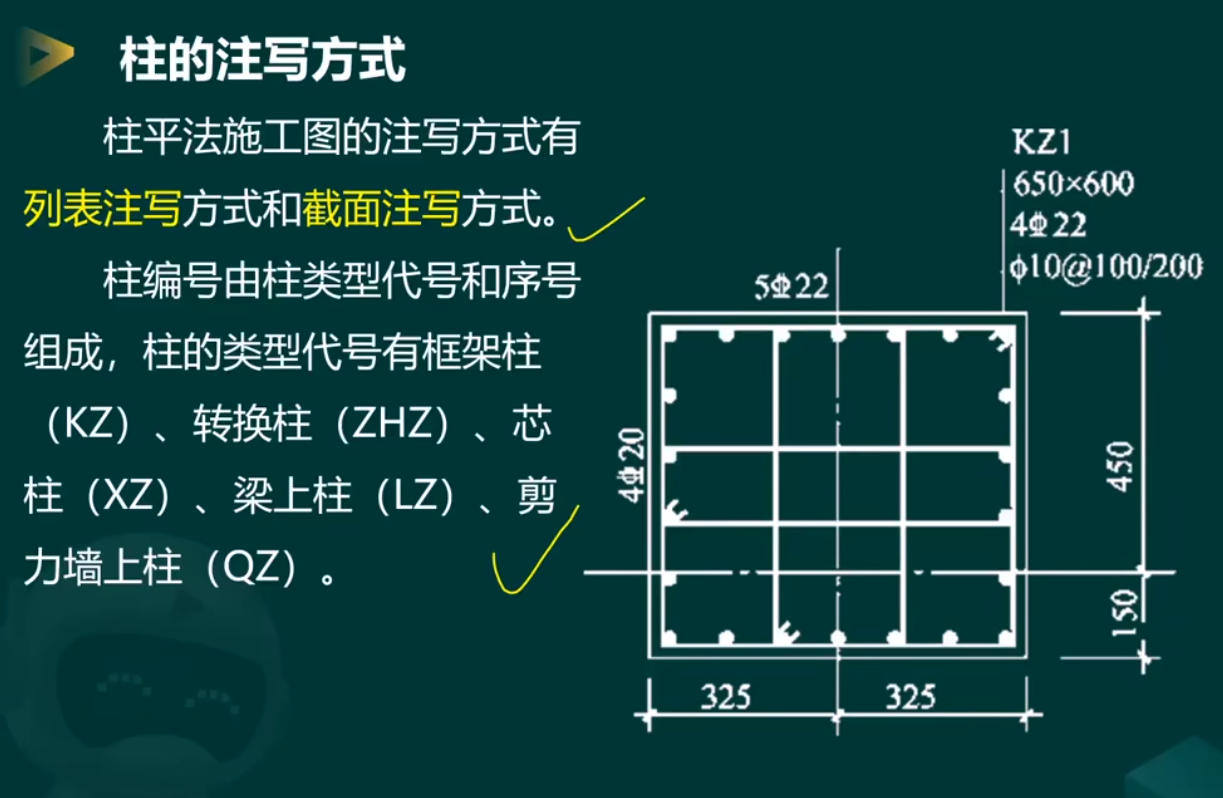 柱的注写方式
柱平法施工图的注写方式有
列表注写方式和截面注写方式。
柱编号由柱类型代号和序号
组成，柱的类型代号有框架柱
（KZ）、转换柱（ZHZ）、芯
柱（XZ）、梁上柱（LZ）、剪
力墙上柱（QZ）。
KZ1
650×600
4Φ22
ϕ10@100/200
5Φ22
4Φ20
450
150
325
325